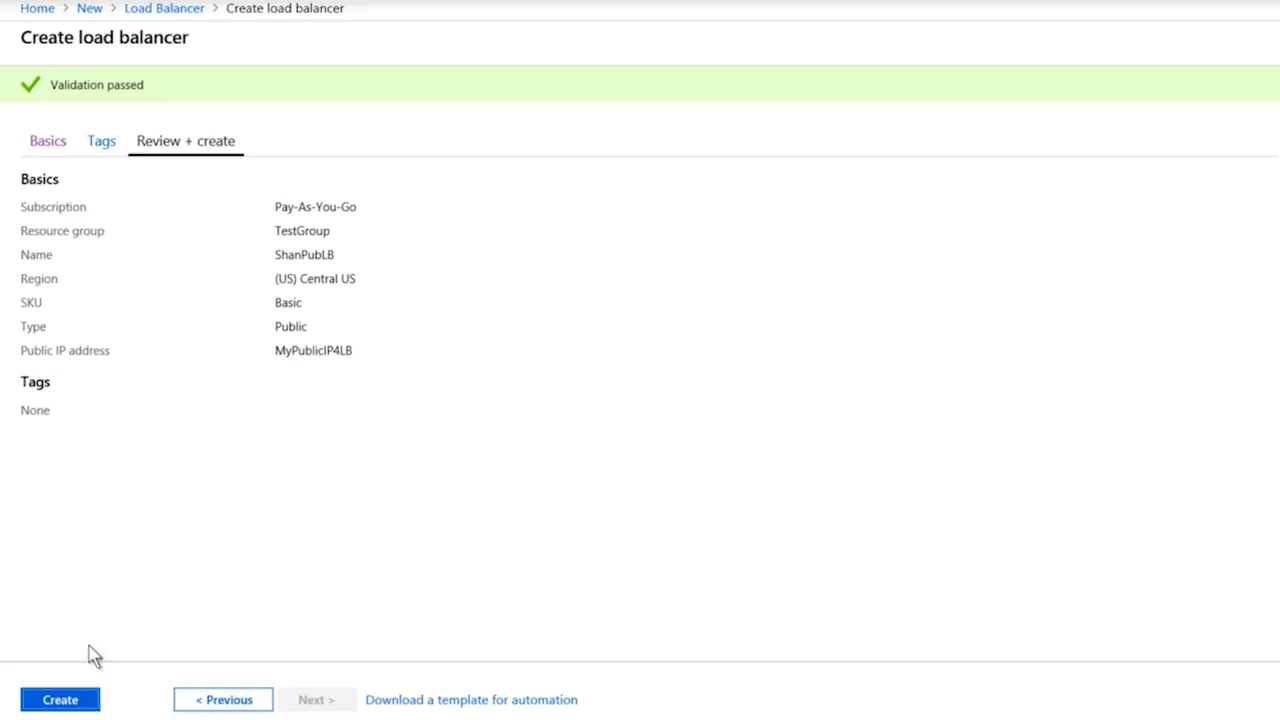 Home > New > Load Balancer > Create load balancer
Create load balancer
Validation passed
Basics Tags Review + create
Basics
Subscription Pay-As-You-Go
Resource group TestGroup
Name ShanPubLB
Region (US) Central US
SKU Basic
Type Public
Public IP address MyPublicIP4LB
Tags
None
Create < Previous Next > Download a template for automation